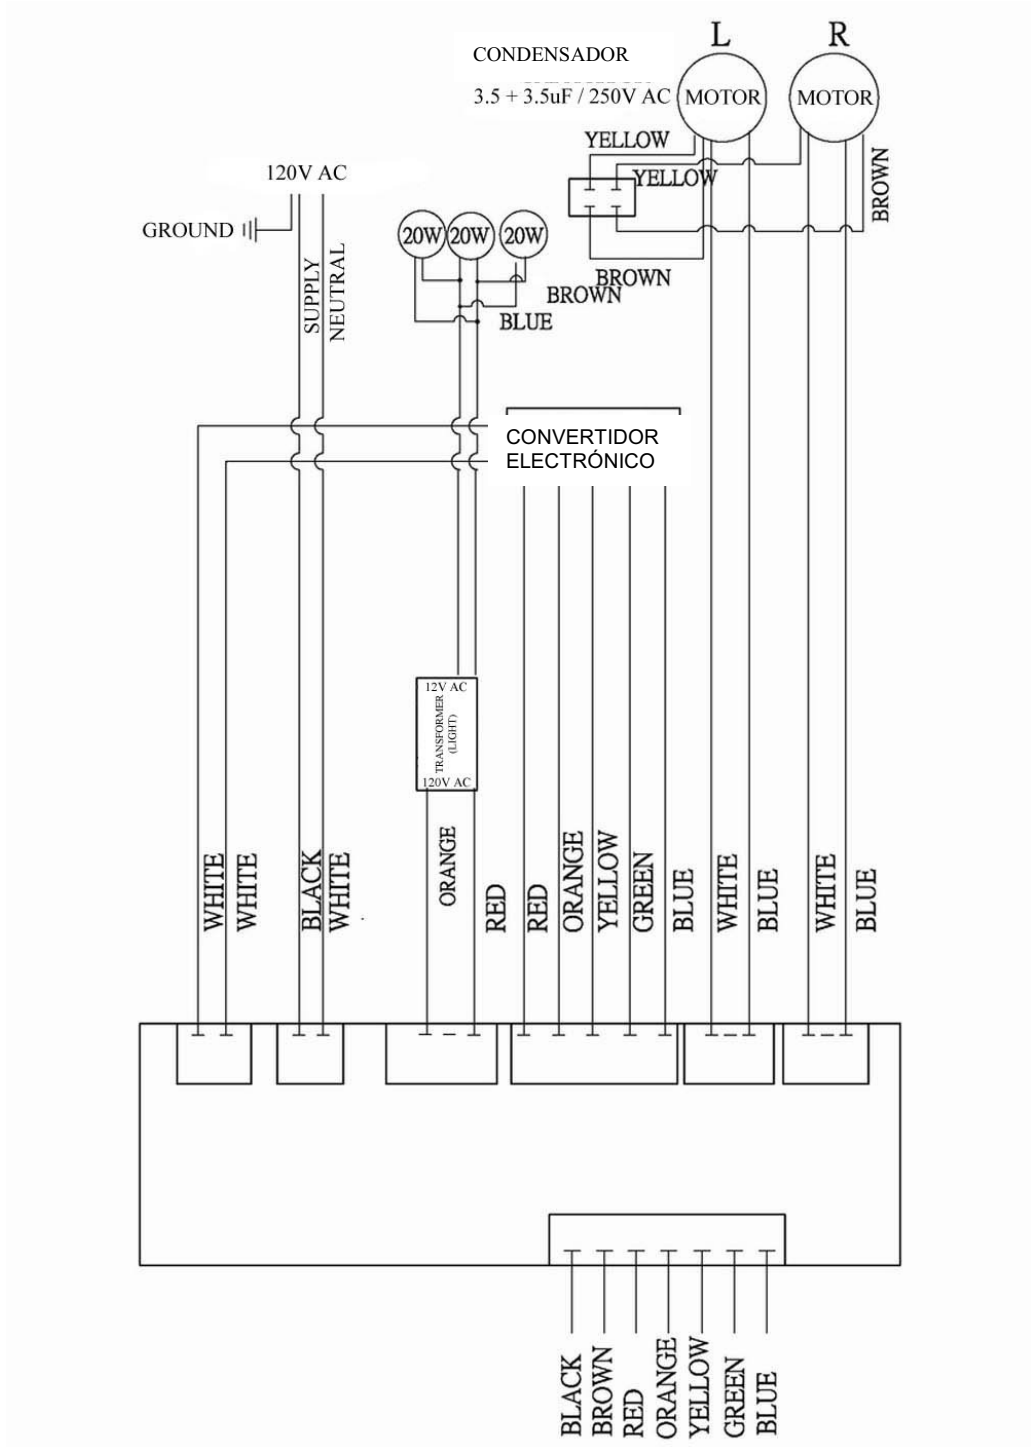 L
R
CONDENSADOR
3.5 + 3.5uF / 250V AC
MOTOR
MOTOR
YELLOW
YELLOW
BROWN
120V AC
GROUND
20W
20W
20W
SUPPLY
NEUTRAL
BROWN
BROWN
BLUE
CONVERTIDOR
ELECTRÓNICO
12V AC
TRANSFORMER
(LIGHT)
120V AC
WHITE
WHITE
BLACK
WHITE
ORANGE
RED
RED
ORANGE
YELLOW
GREEN
BLUE
WHITE
BLUE
WHITE
BLUE
BLACK
BROWN
RED
ORANGE
YELLOW
GREEN
BLUE